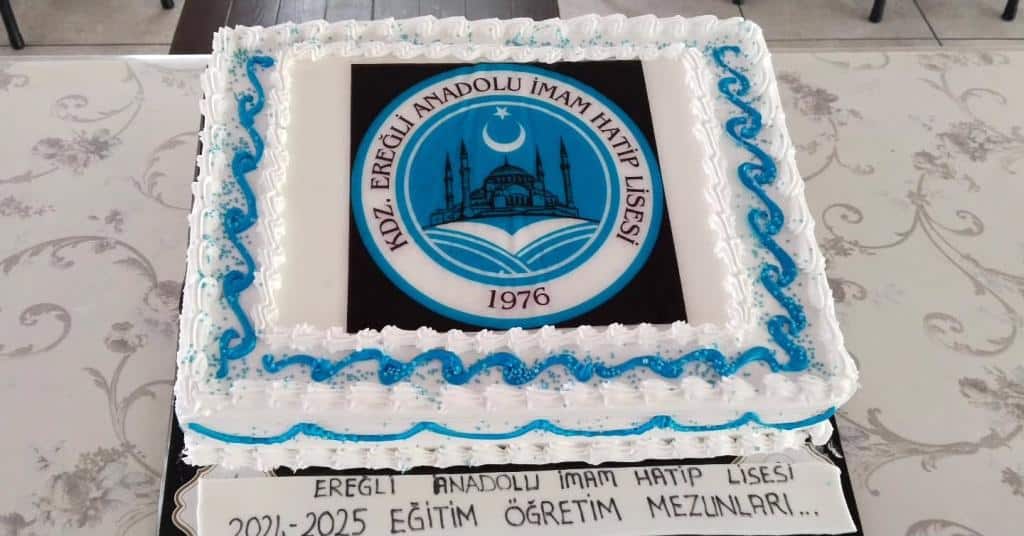 KDZ. EREĞLİ ANADOLU İMAM HATİP LİSESİ
1976
EREĞLİ ANADOLU İMAM HATİP LİSESİ
2024-2025 EĞİTİM ÖĞRETİM MEZUNLARI...